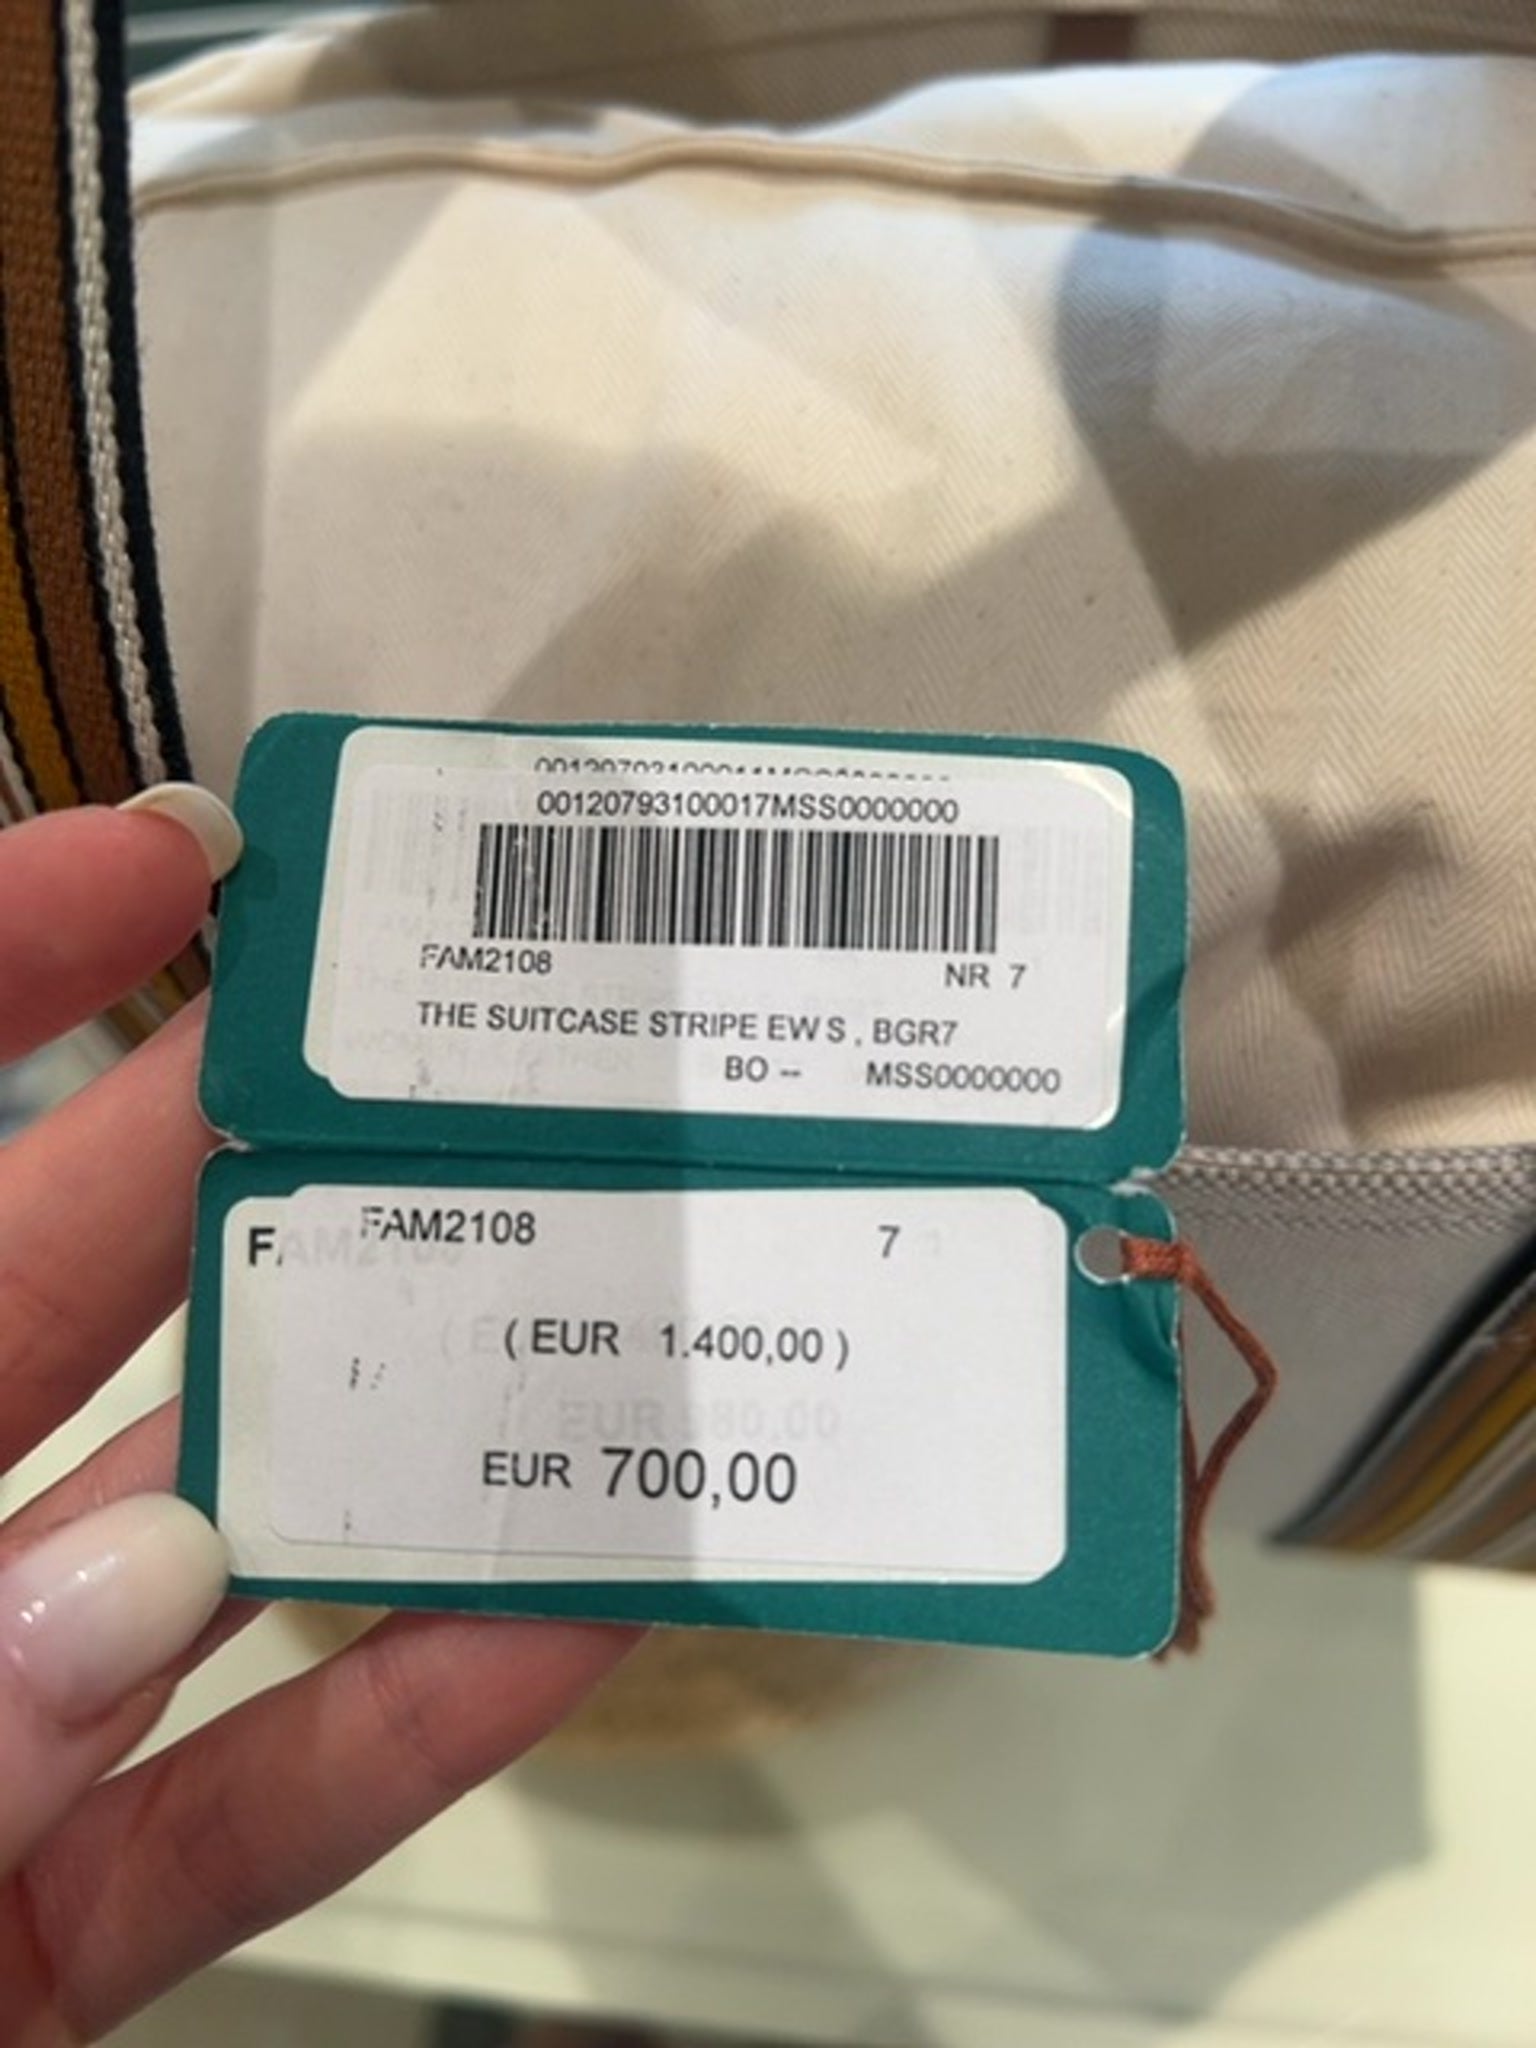 00120793100017MSS0000000
FAM2108
NR 7
THE SUITCASE STRIPE EW S , BGR7
BO -- MSS0000000
FAM2108
7
( EUR 1.400,00 )
EUR 700,00